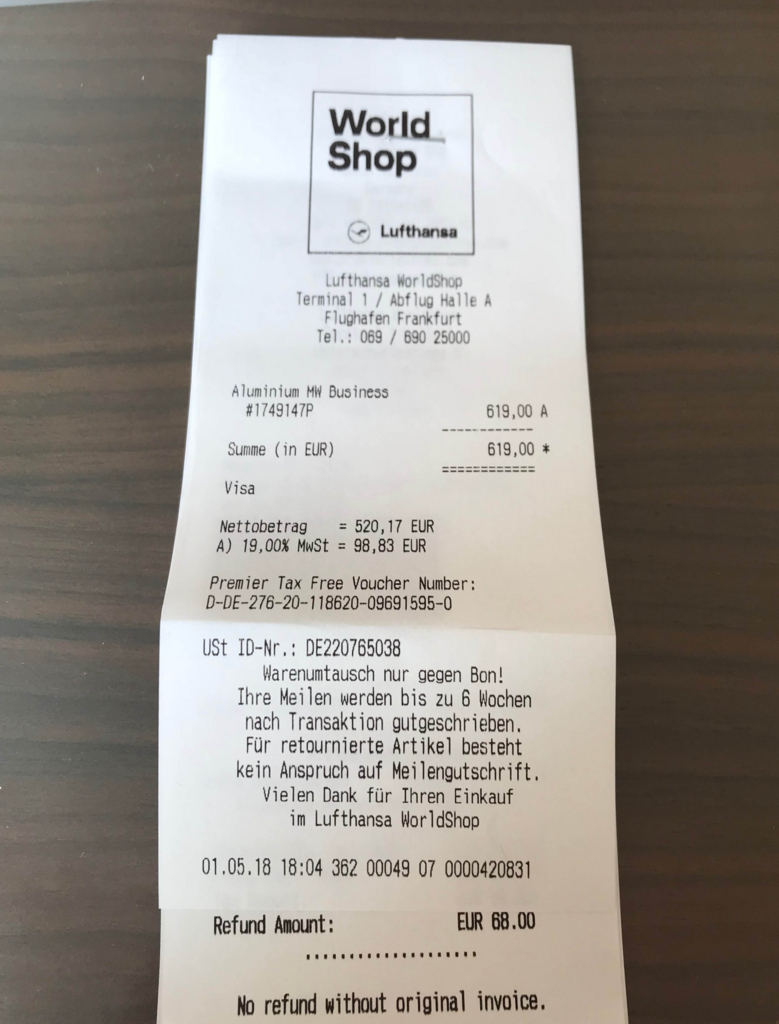 World
Shop
Lufthansa
Lufthansa WorldShop
Terminal 1 / Abflug Halle A
Flughafen Frankfurt
Tel.: 069 / 690 25000
Aluminium MW Business
#1749147P 619,00 A
------------
Summe (in EUR) 619,00 *
============
Visa
Nettobetrag = 520,17 EUR
A) 19,00% MwSt = 98,83 EUR
Premier Tax Free Voucher Number:
D-DE-276-20-118620-09691595-0
USt ID-Nr.: DE220765038
Warenumtausch nur gegen Bon!
Ihre Meilen werden bis zu 6 Wochen
nach Transaktion gutgeschrieben.
Für retournierte Artikel besteht
kein Anspruch auf Meilengutschrift.
Vielen Dank für Ihren Einkauf
im Lufthansa WorldShop
01.05.18 18:04 362 00049 07 0000420831
Refund Amount: EUR 68.00
....................
No refund without original invoice.